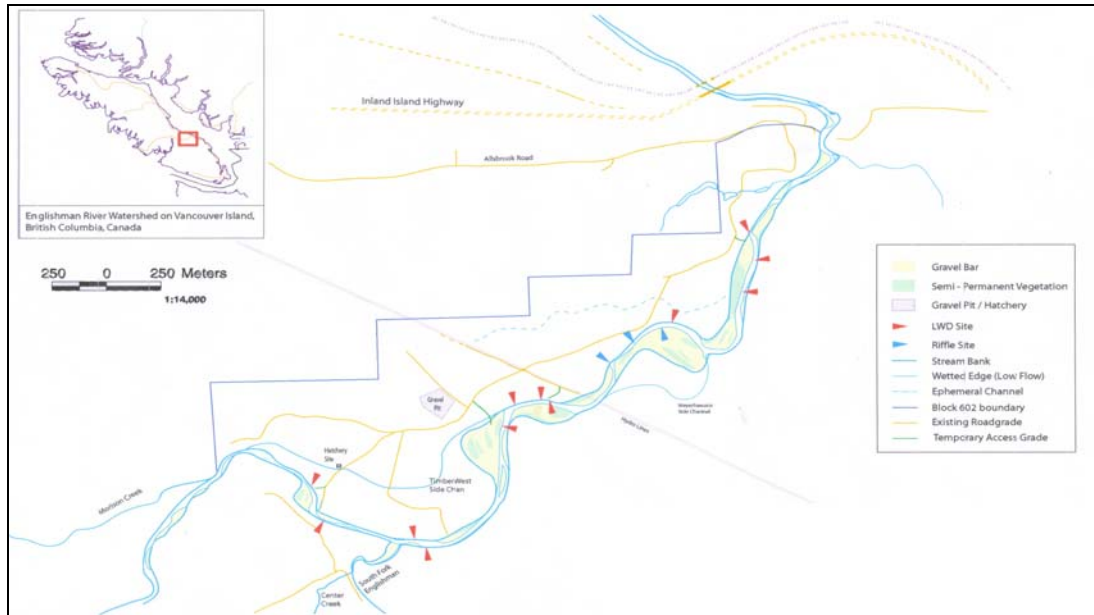 Englishman River Watershed on Vancouver Island,
British Columbia, Canada
250 0 250 Meters
1:14,000
Inland Island Highway
Allsbrook Road
Gravel Bar
Semi - Permanent Vegetation
Gravel Pit / Hatchery
LWD Site
Riffle Site
Stream Bank
Wetted Edge (Low Flow)
Ephemeral Channel
Block 602 boundary
Existing Roadgrade
Temporary Access Grade
Gravel
Pit
Side Channel
Hydro Lines
Hatchery
Site
TimberWest
Side Chan
Morison Creek
South Fork
Englishman
Center
Creek